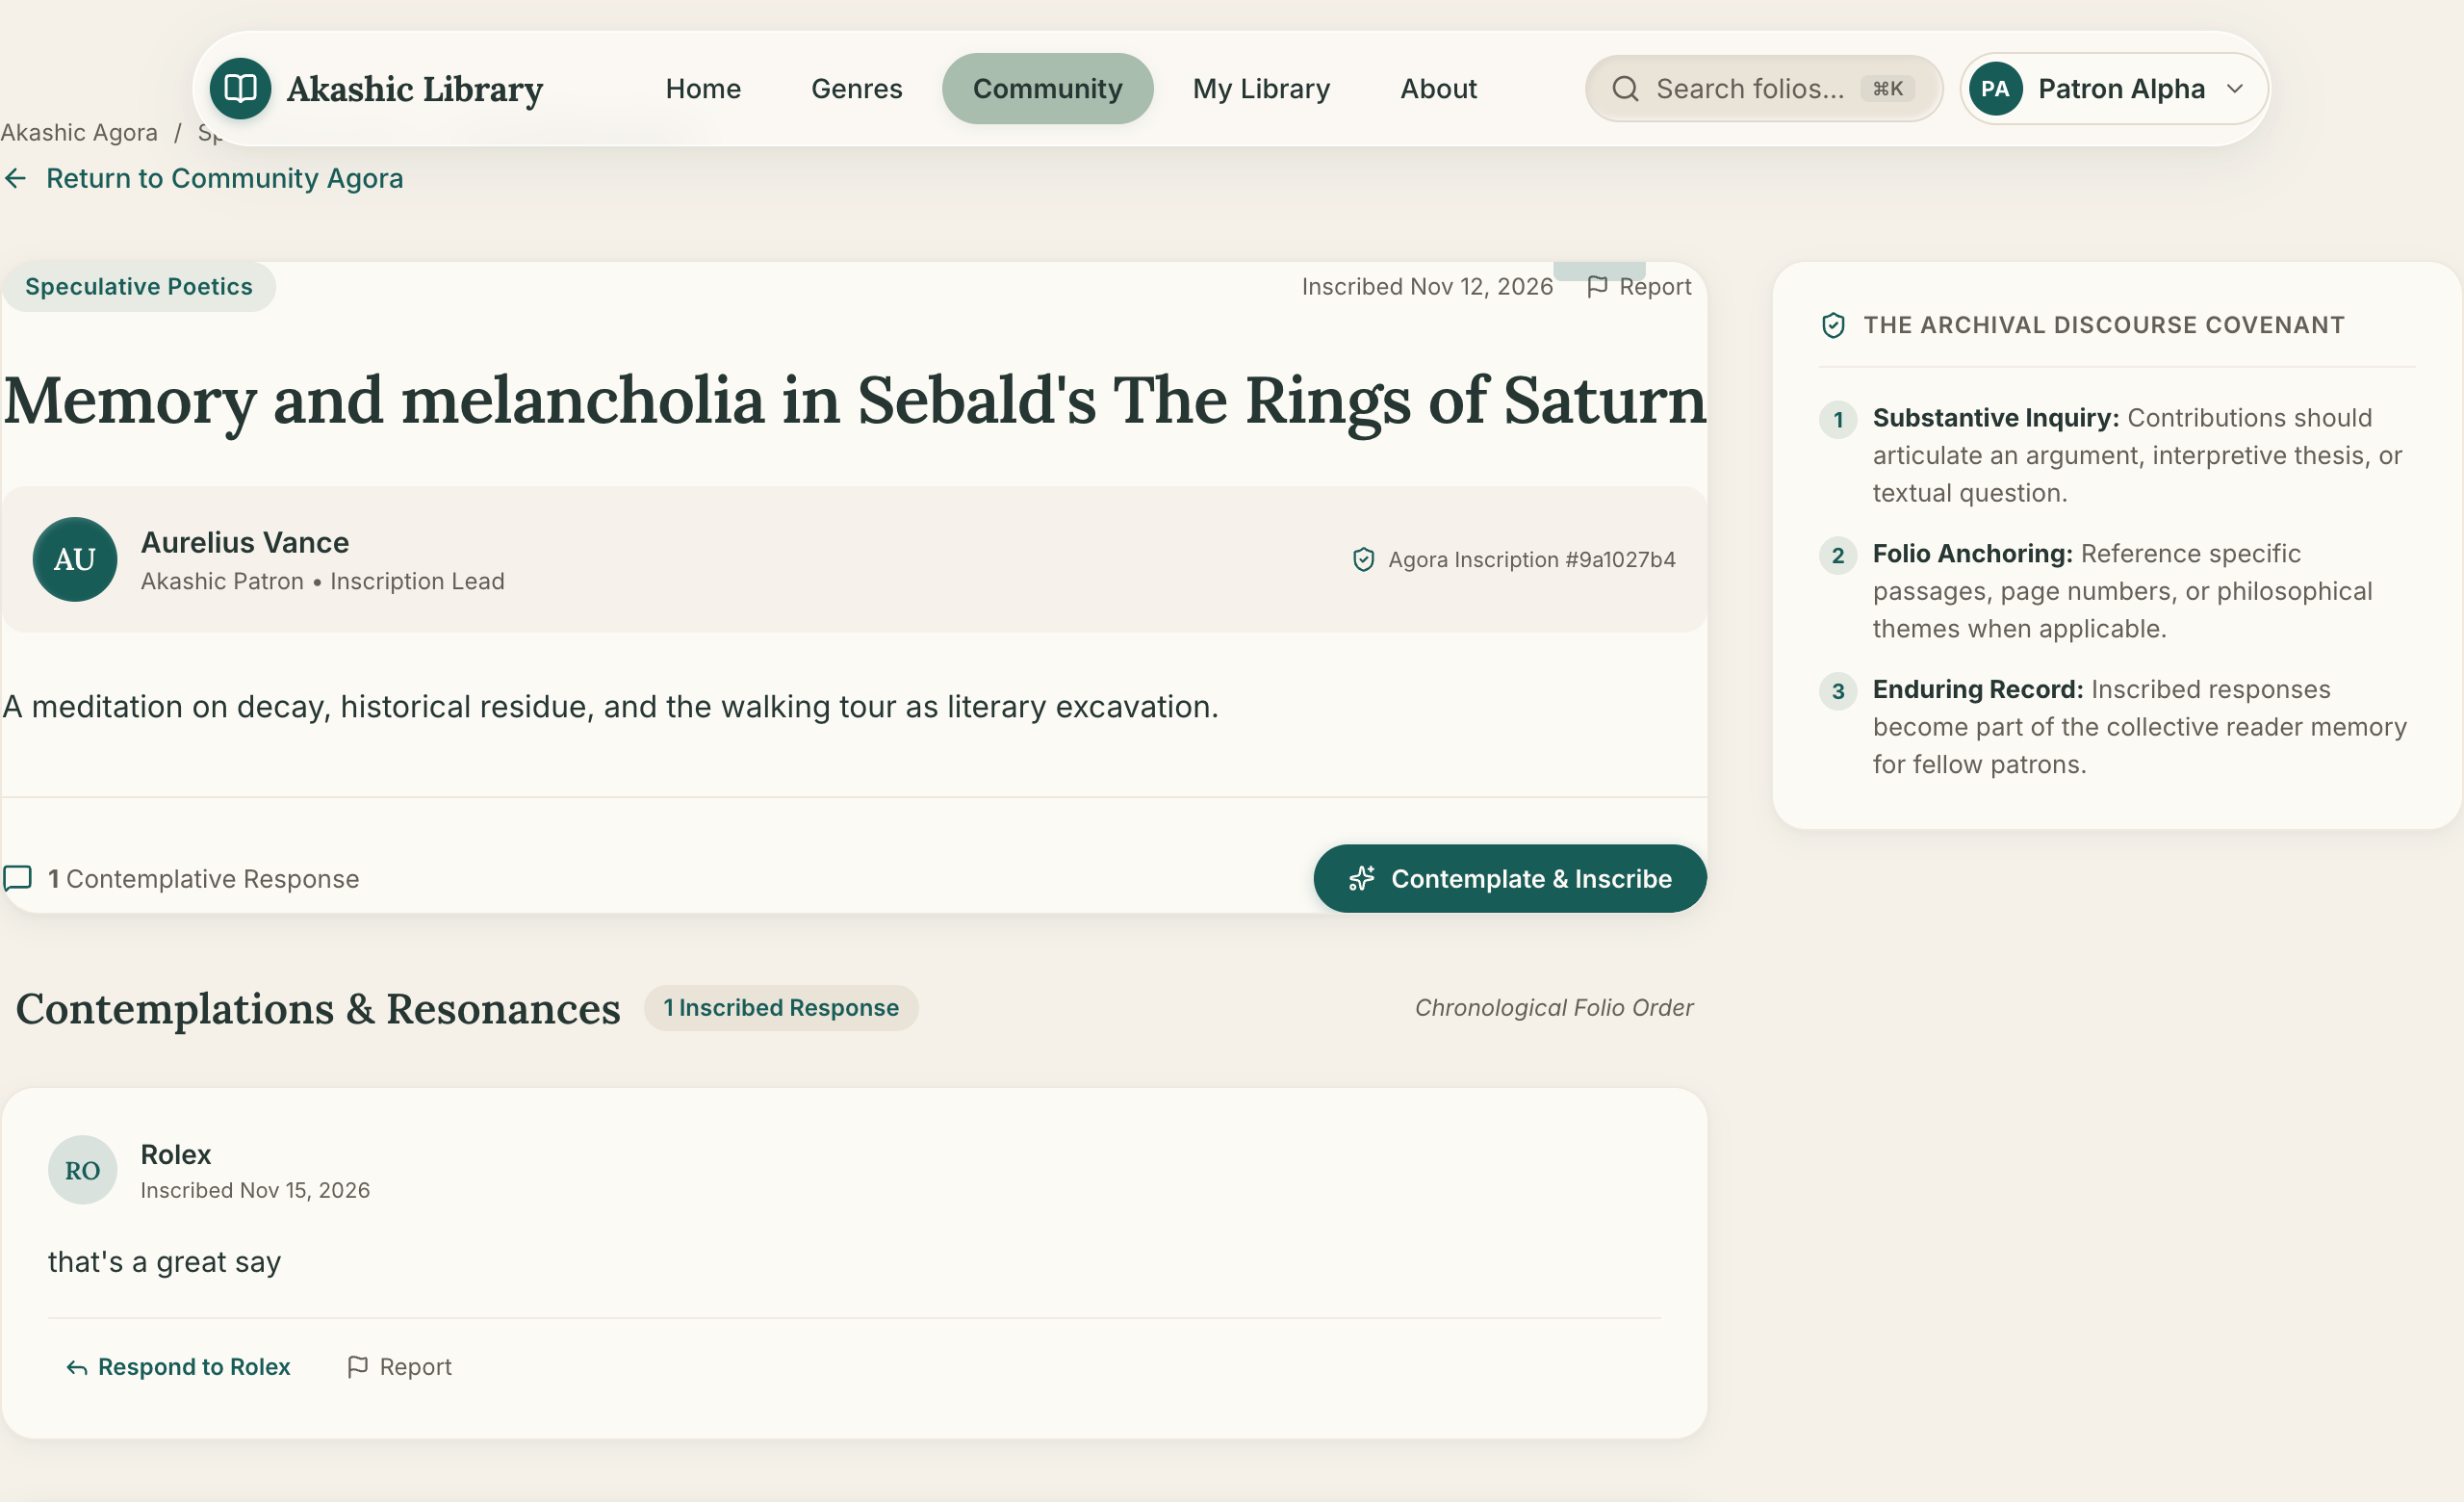 Akashic Library
Home
Genres
Community
My Library
About
Search folios...
⌘K
PA
Patron Alpha
Akashic Agora /
← Return to Community Agora
Speculative Poetics
Inscribed Nov 12, 2026
Report
Memory and melancholia in Sebald's The Rings of Saturn
AU
Aurelius Vance
Akashic Patron • Inscription Lead
Agora Inscription #9a1027b4
A meditation on decay, historical residue, and the walking tour as literary excavation.
1 Contemplative Response
Contemplate & Inscribe
THE ARCHIVAL DISCOURSE COVENANT
1
Substantive Inquiry: Contributions should
articulate an argument, interpretive thesis, or
textual question.
2
Folio Anchoring: Reference specific
passages, page numbers, or philosophical
themes when applicable.
3
Enduring Record: Inscribed responses
become part of the collective reader memory
for fellow patrons.
Contemplations & Resonances
1 Inscribed Response
Chronological Folio Order
RO
Rolex
Inscribed Nov 15, 2026
that's a great say
Respond to Rolex
Report